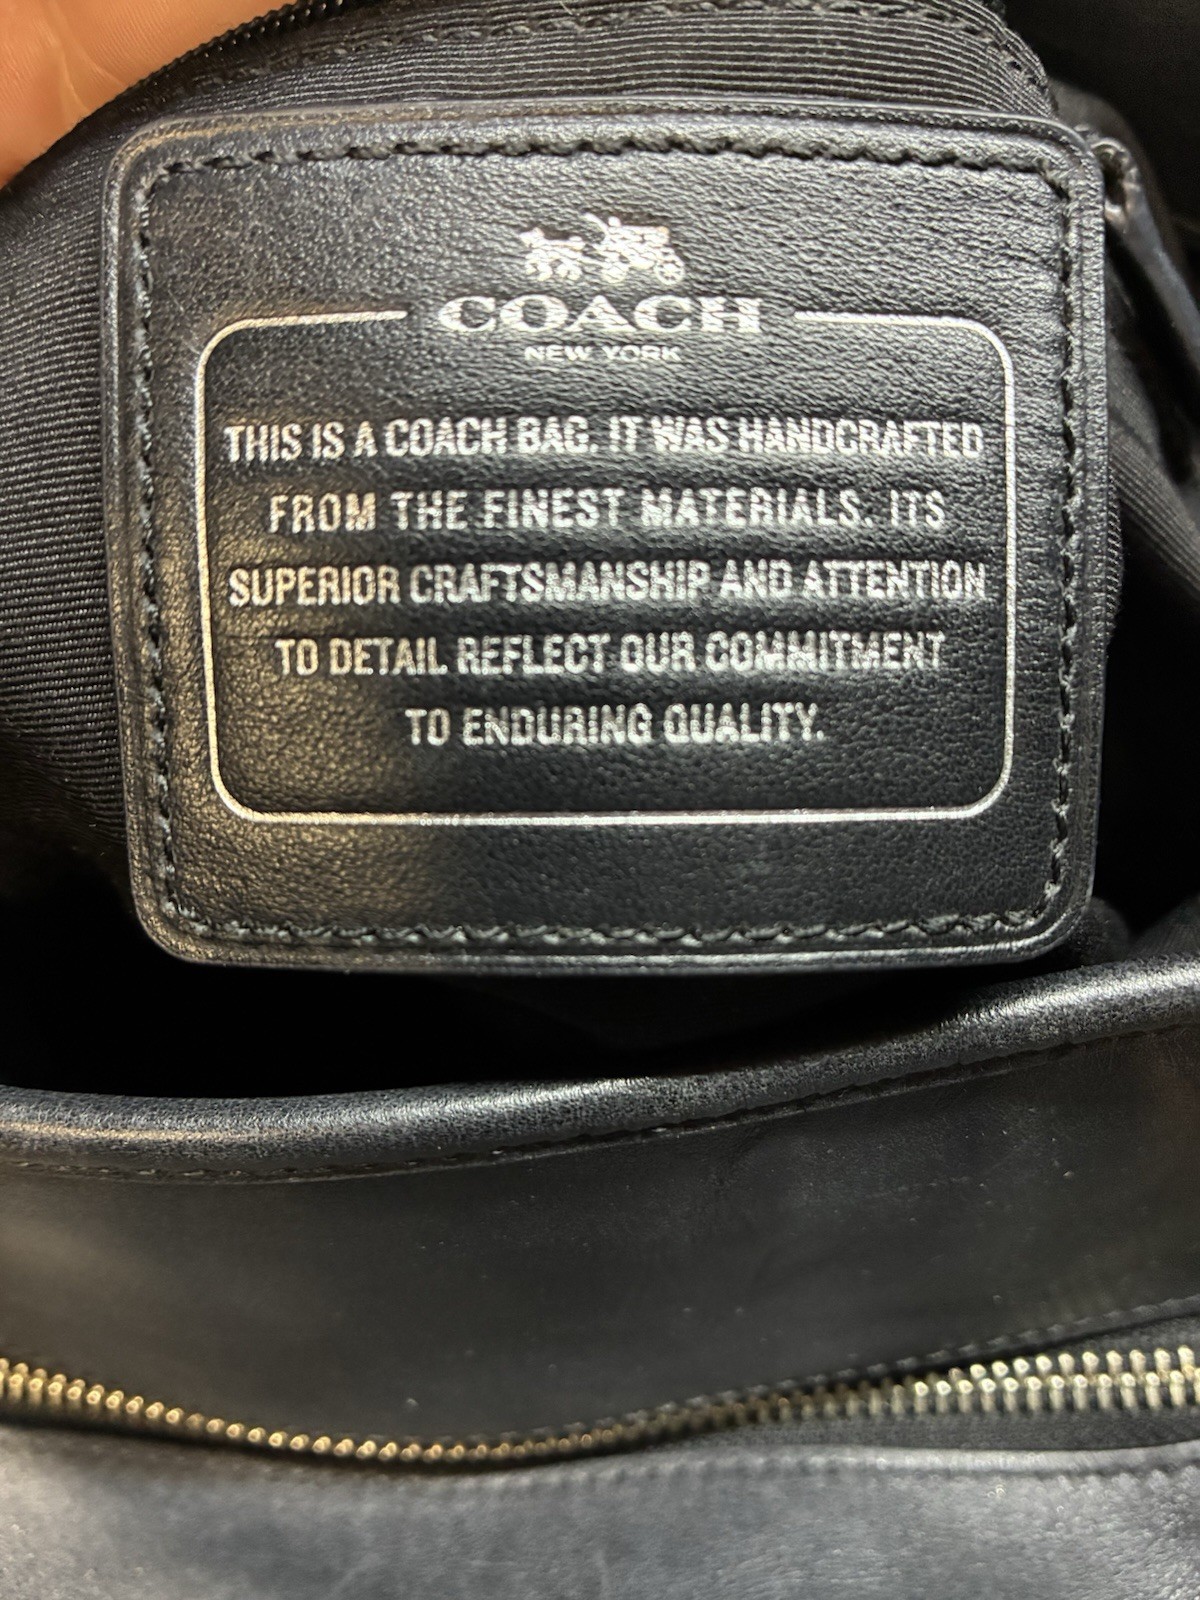 COACH
NEW YORK
THIS IS A COACH BAG. IT WAS HANDCRAFTED
FROM THE FINEST MATERIALS. ITS
SUPERIOR CRAFTSMANSHIP AND ATTENTION
TO DETAIL REFLECT OUR COMMITMENT
TO ENDURING QUALITY.